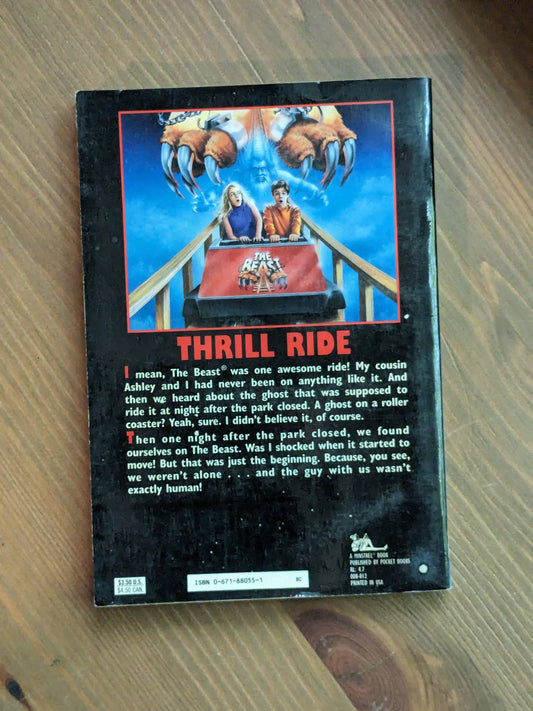 THE
BEAST
THRILL RIDE
I mean, The Beast® was one awesome ride! My cousin
Ashley and I had never been on anything like it. And
then we heard about the ghost that was supposed to
ride it at night after the park closed. A ghost on a roller
coaster? Yeah, sure. I didn't believe it, of course.
Then one night after the park closed, we found
ourselves on The Beast. Was I shocked when it started to
move! But that was just the beginning. Because, you see,
we weren't alone . . . and the guy with us wasn't
exactly human!
A MINSTREL® BOOK
PUBLISHED BY POCKET BOOKS
RL: 4.7
008-012
PRINTED IN USA
$3.50 U.S.
$4.50 CAN.
ISBN 0-671-88055-1 BC